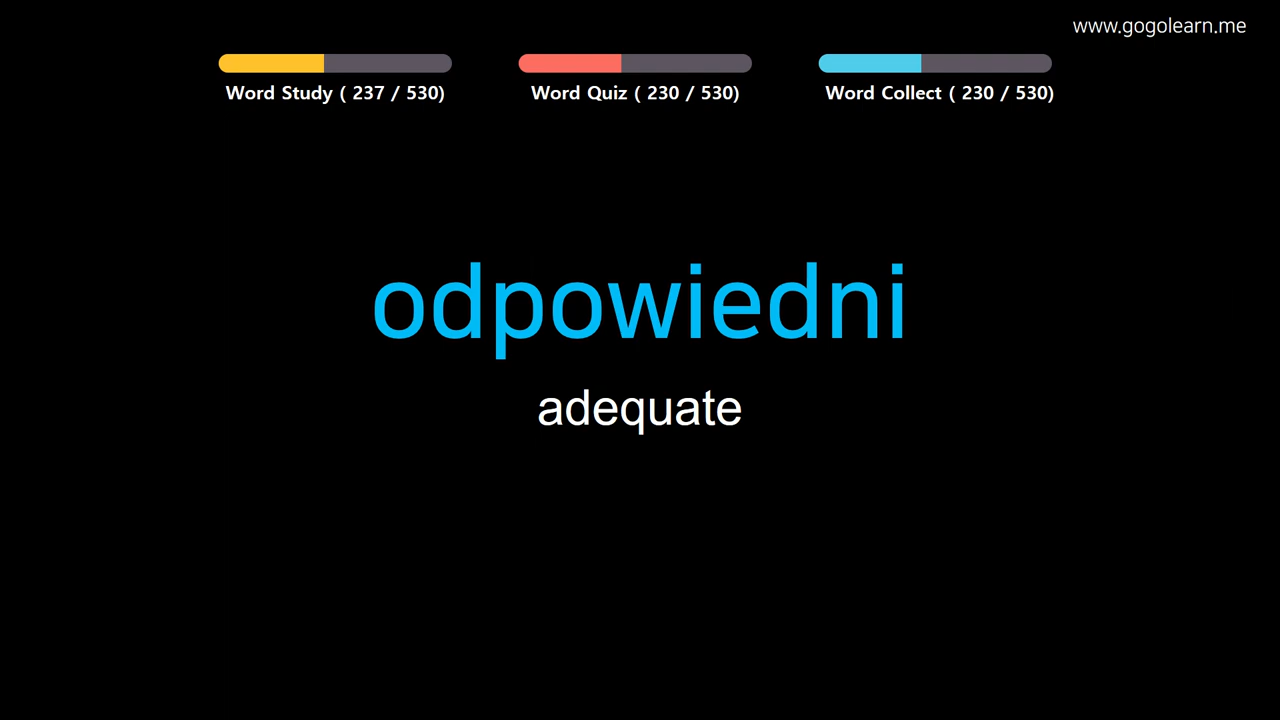 www.gogolearn.me
Word Study ( 237 / 530)
Word Quiz ( 230 / 530)
Word Collect ( 230 / 530)
odpowiedni
adequate